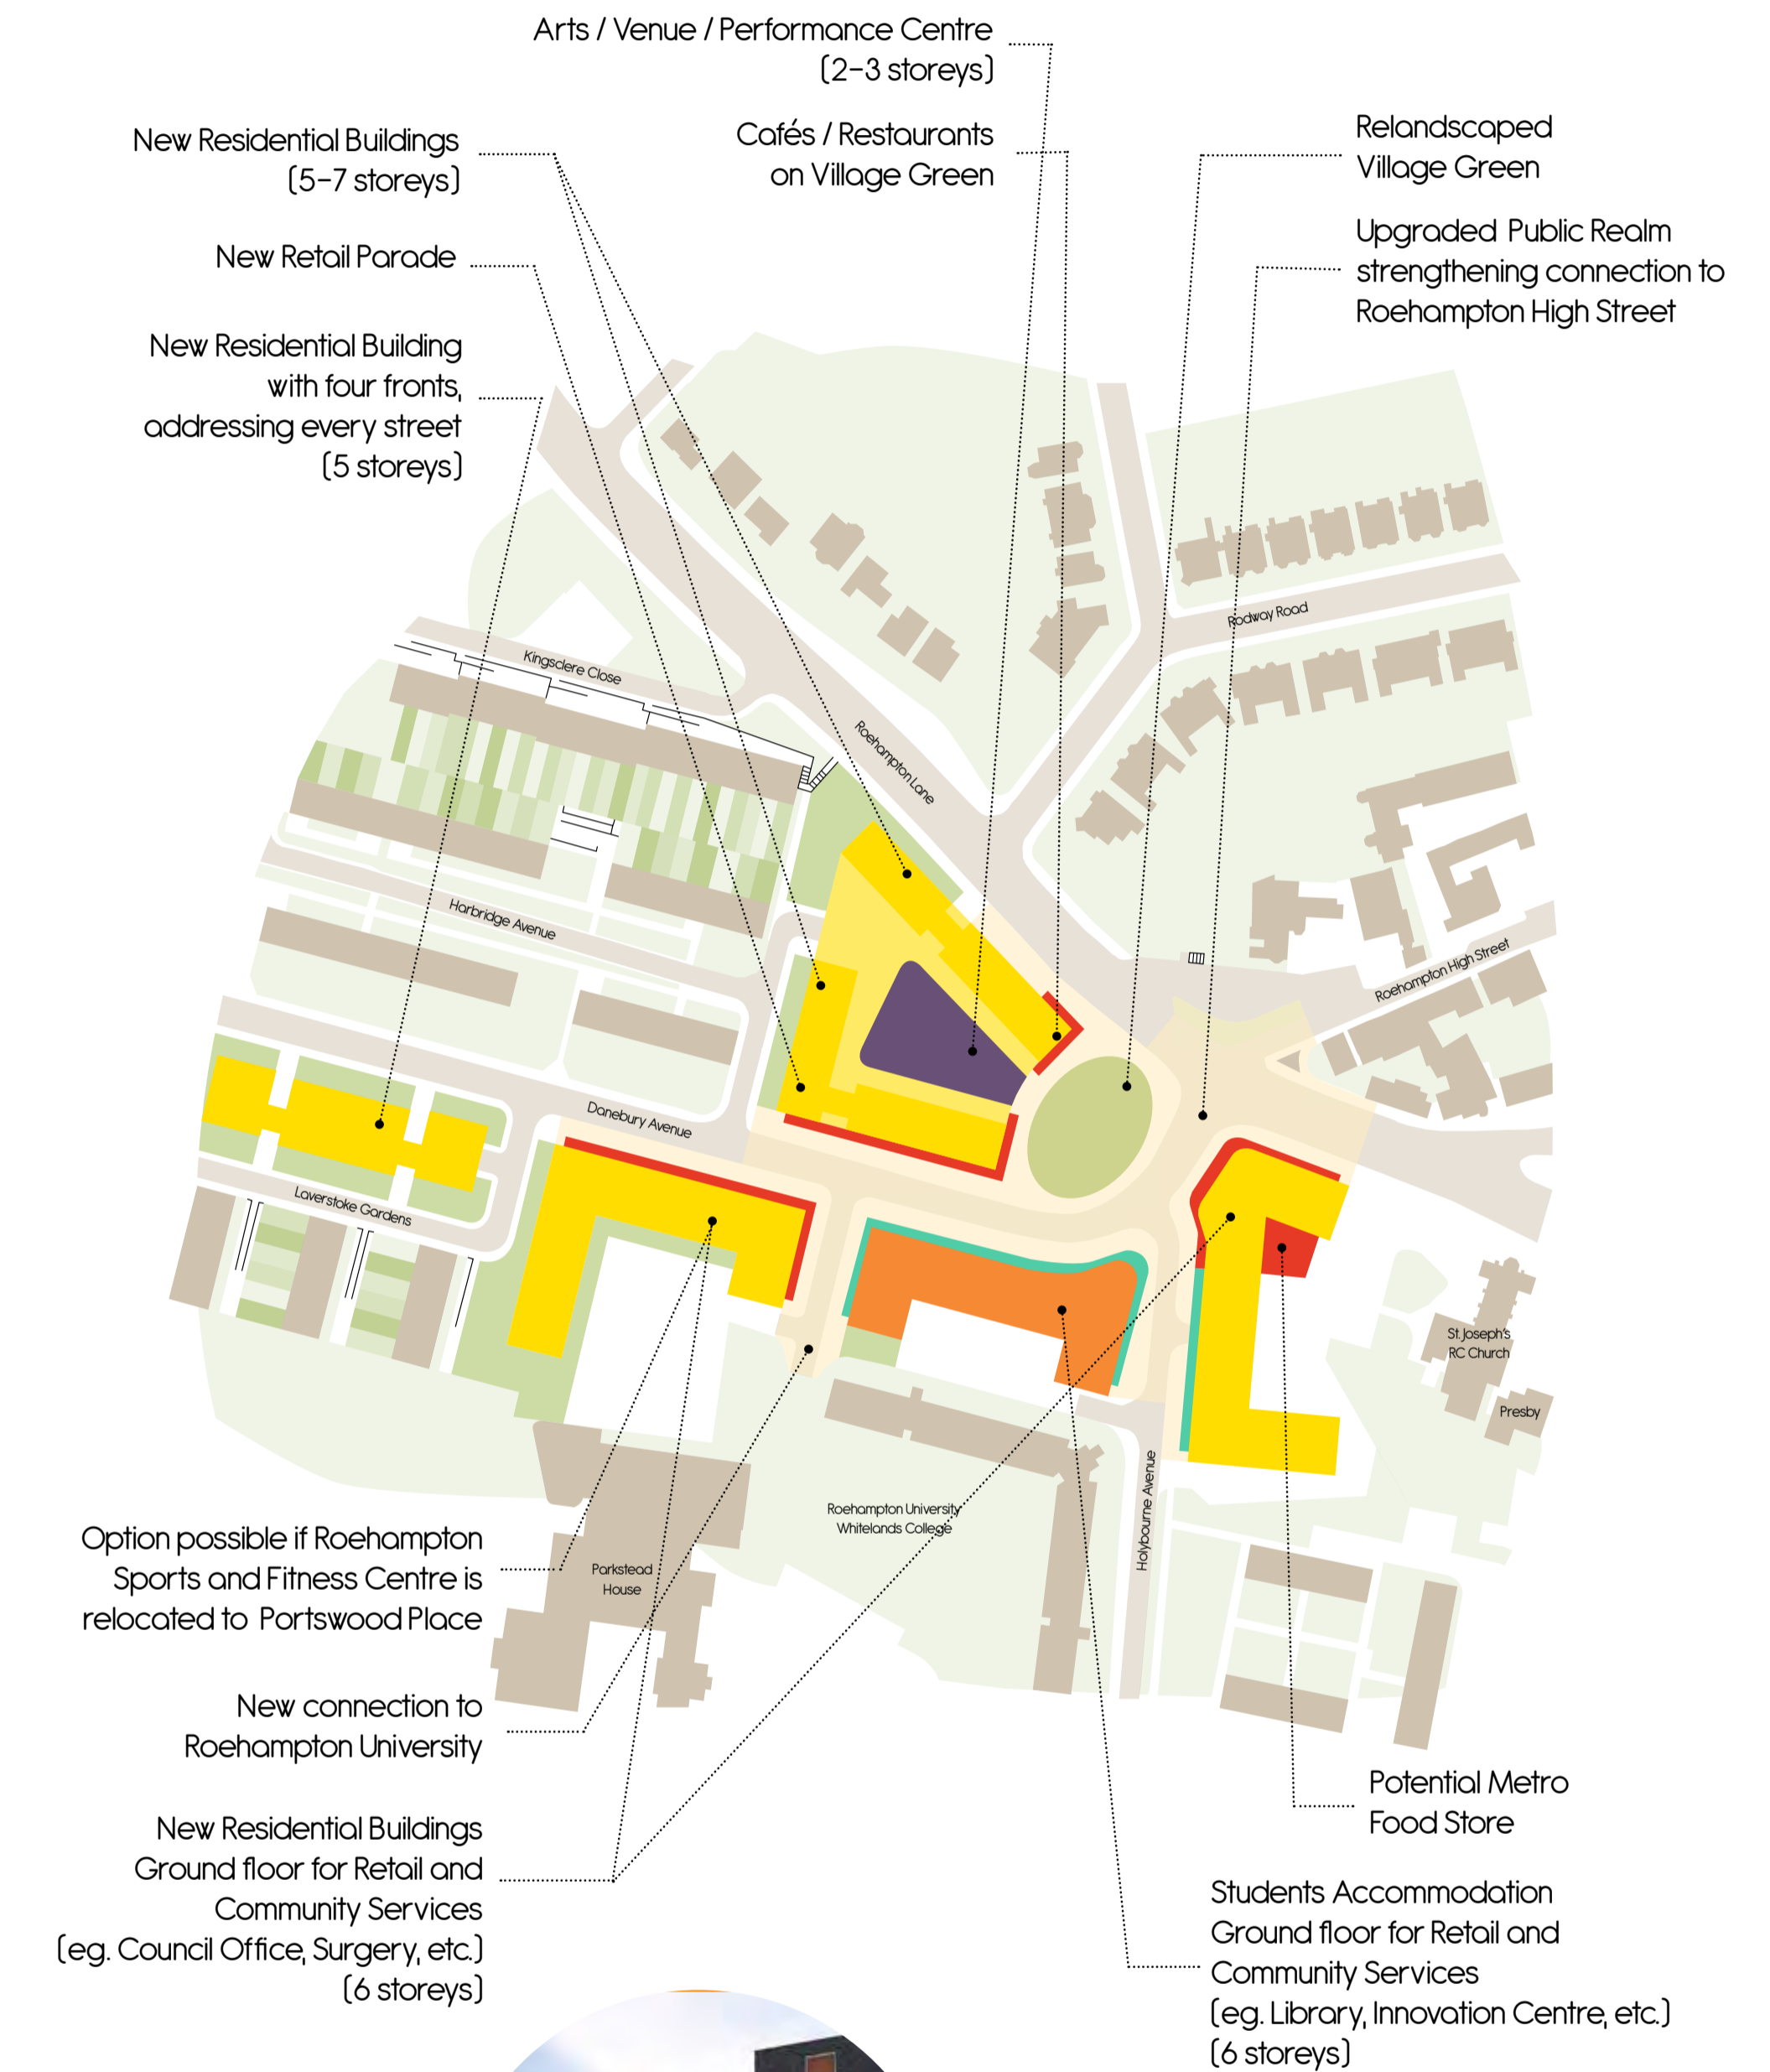 Arts / Venue / Performance Centre
(2-3 storeys)
New Residential Buildings
(5-7 storeys)
Cafés / Restaurants
on Village Green
Relandscaped
Village Green
New Retail Parade
Upgraded Public Realm
strengthening connection to
Roehampton High Street
New Residential Building
with four fronts,
addressing every street
(5 storeys)
Rodway Road
Kingsclere Close
Roehampton Lane
Harbridge Avenue
Roehampton High Street
Danebury Avenue
Laverstoke Gardens
St. Joseph's
RC Church
Presby
Roehampton University
Whitelands College
Holybourne Avenue
Parkstead
House
Option possible if Roehampton
Sports and Fitness Centre is
relocated to Portswood Place
New connection to
Roehampton University
Potential Metro
Food Store
New Residential Buildings
Ground floor for Retail and
Community Services
(eg. Council Office, Surgery, etc.)
(6 storeys)
Students Accommodation
Ground floor for Retail and
Community Services
(eg. Library, Innovation Centre, etc.)
(6 storeys)